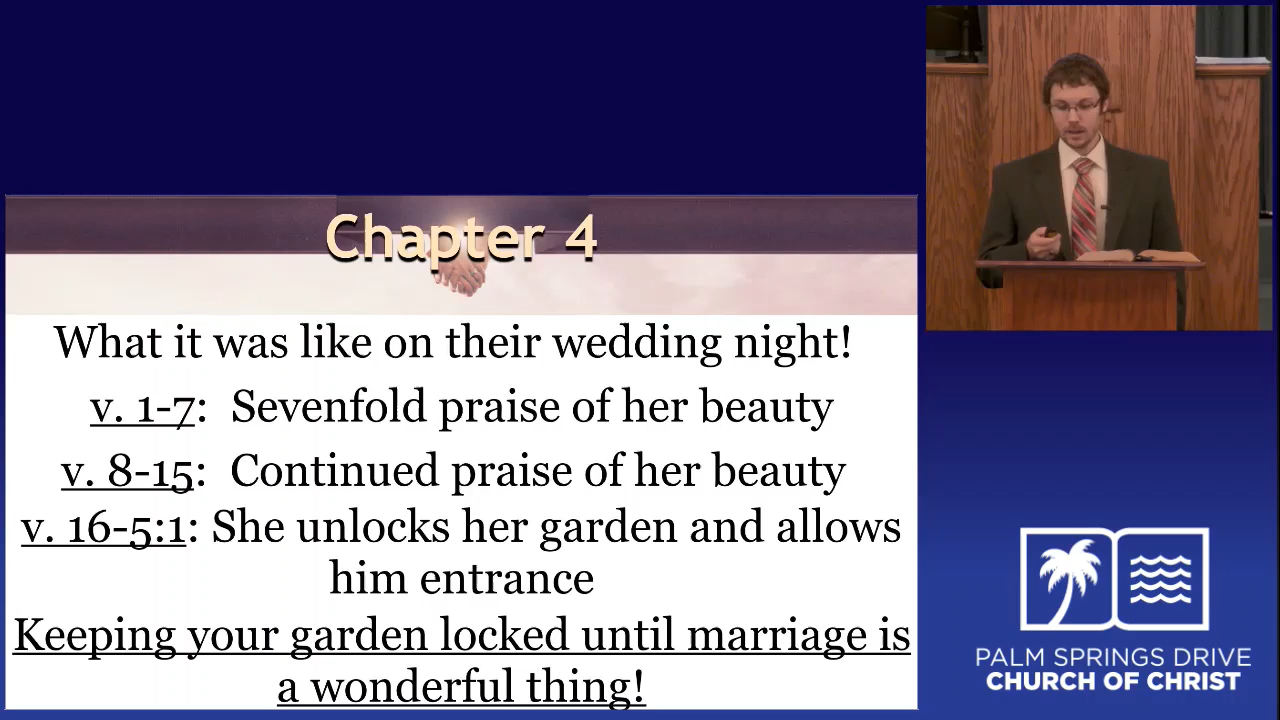 Chapter 4
What it was like on their wedding night!
v. 1-7:  Sevenfold praise of her beauty
v. 8-15:  Continued praise of her beauty
v. 16-5:1: She unlocks her garden and allows
him entrance
Keeping your garden locked until marriage is
a wonderful thing!
PALM SPRINGS DRIVE
CHURCH OF CHRIST